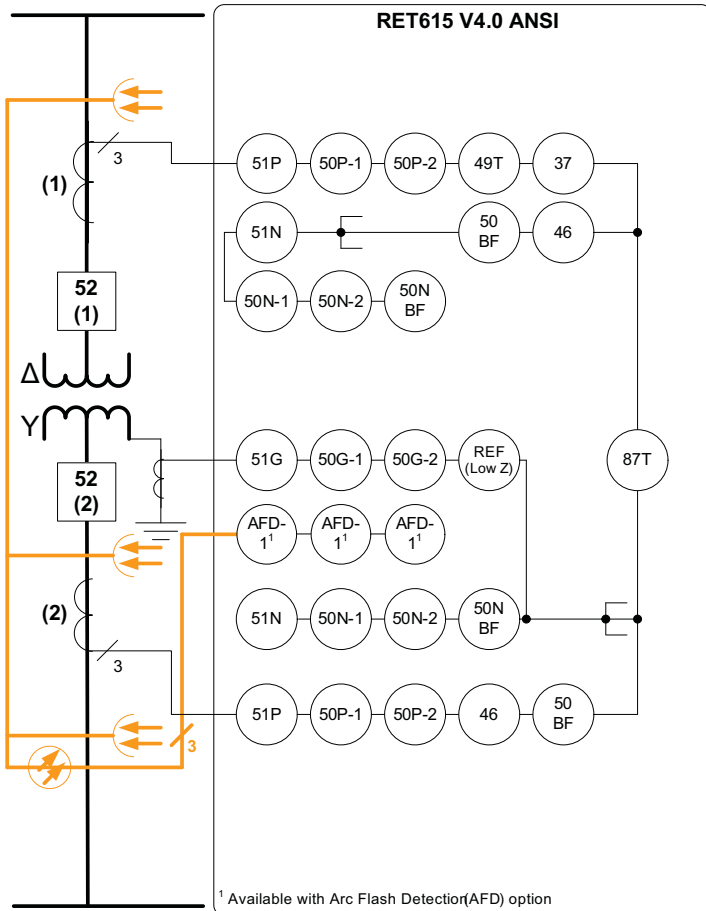 RET615 V4.0 ANSI
3
(1)
51P 50P-1 50P-2 49T 37
51N 50 BF 46
50N-1 50N-2 50N BF
52
(1)
Δ
Y
52
(2)
51G 50G-1 50G-2 REF (Low Z) 87T
AFD-1¹ AFD-1¹ AFD-1¹
(2)
3
51N 50N-1 50N-2 50N BF
51P 50P-1 50P-2 46 50 BF
3
¹ Available with Arc Flash Detection(AFD) option